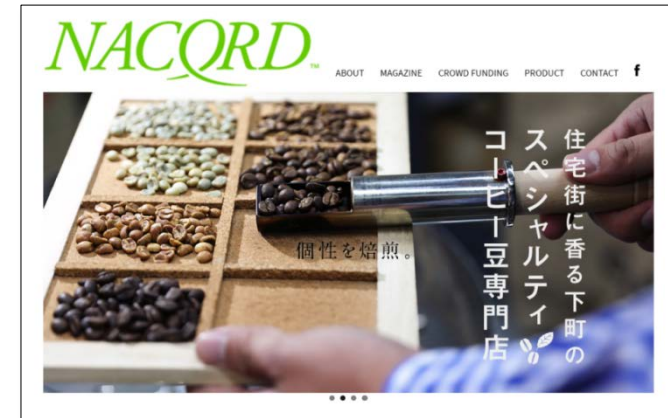 NACQRD™
ABOUT MAGAZINE CROWD FUNDING PRODUCT CONTACT f
住宅街に香る下町の
スペシャルティ
コーヒー豆専門店
個性を焙煎。